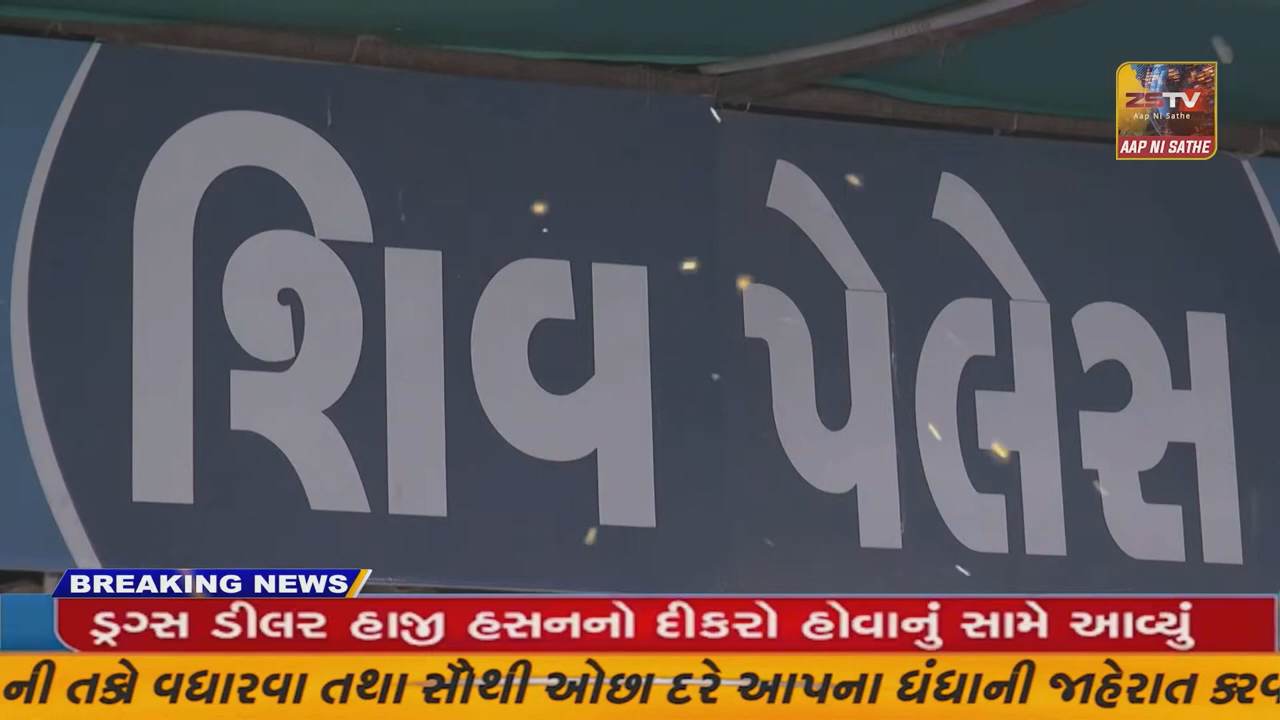 શિવ પેલેસ
ZSTV
Aap Ni Sathe
AAP NI SATHE
BREAKING NEWS
ડ્રગ્સ ડીલર હાજી હસનનો દીકરો હોવાનું સામે આવ્યું
ની તકો વધારવા તથા સૌથી ઓછા દરે આપના ધંધાની જાહેરાત કરવ